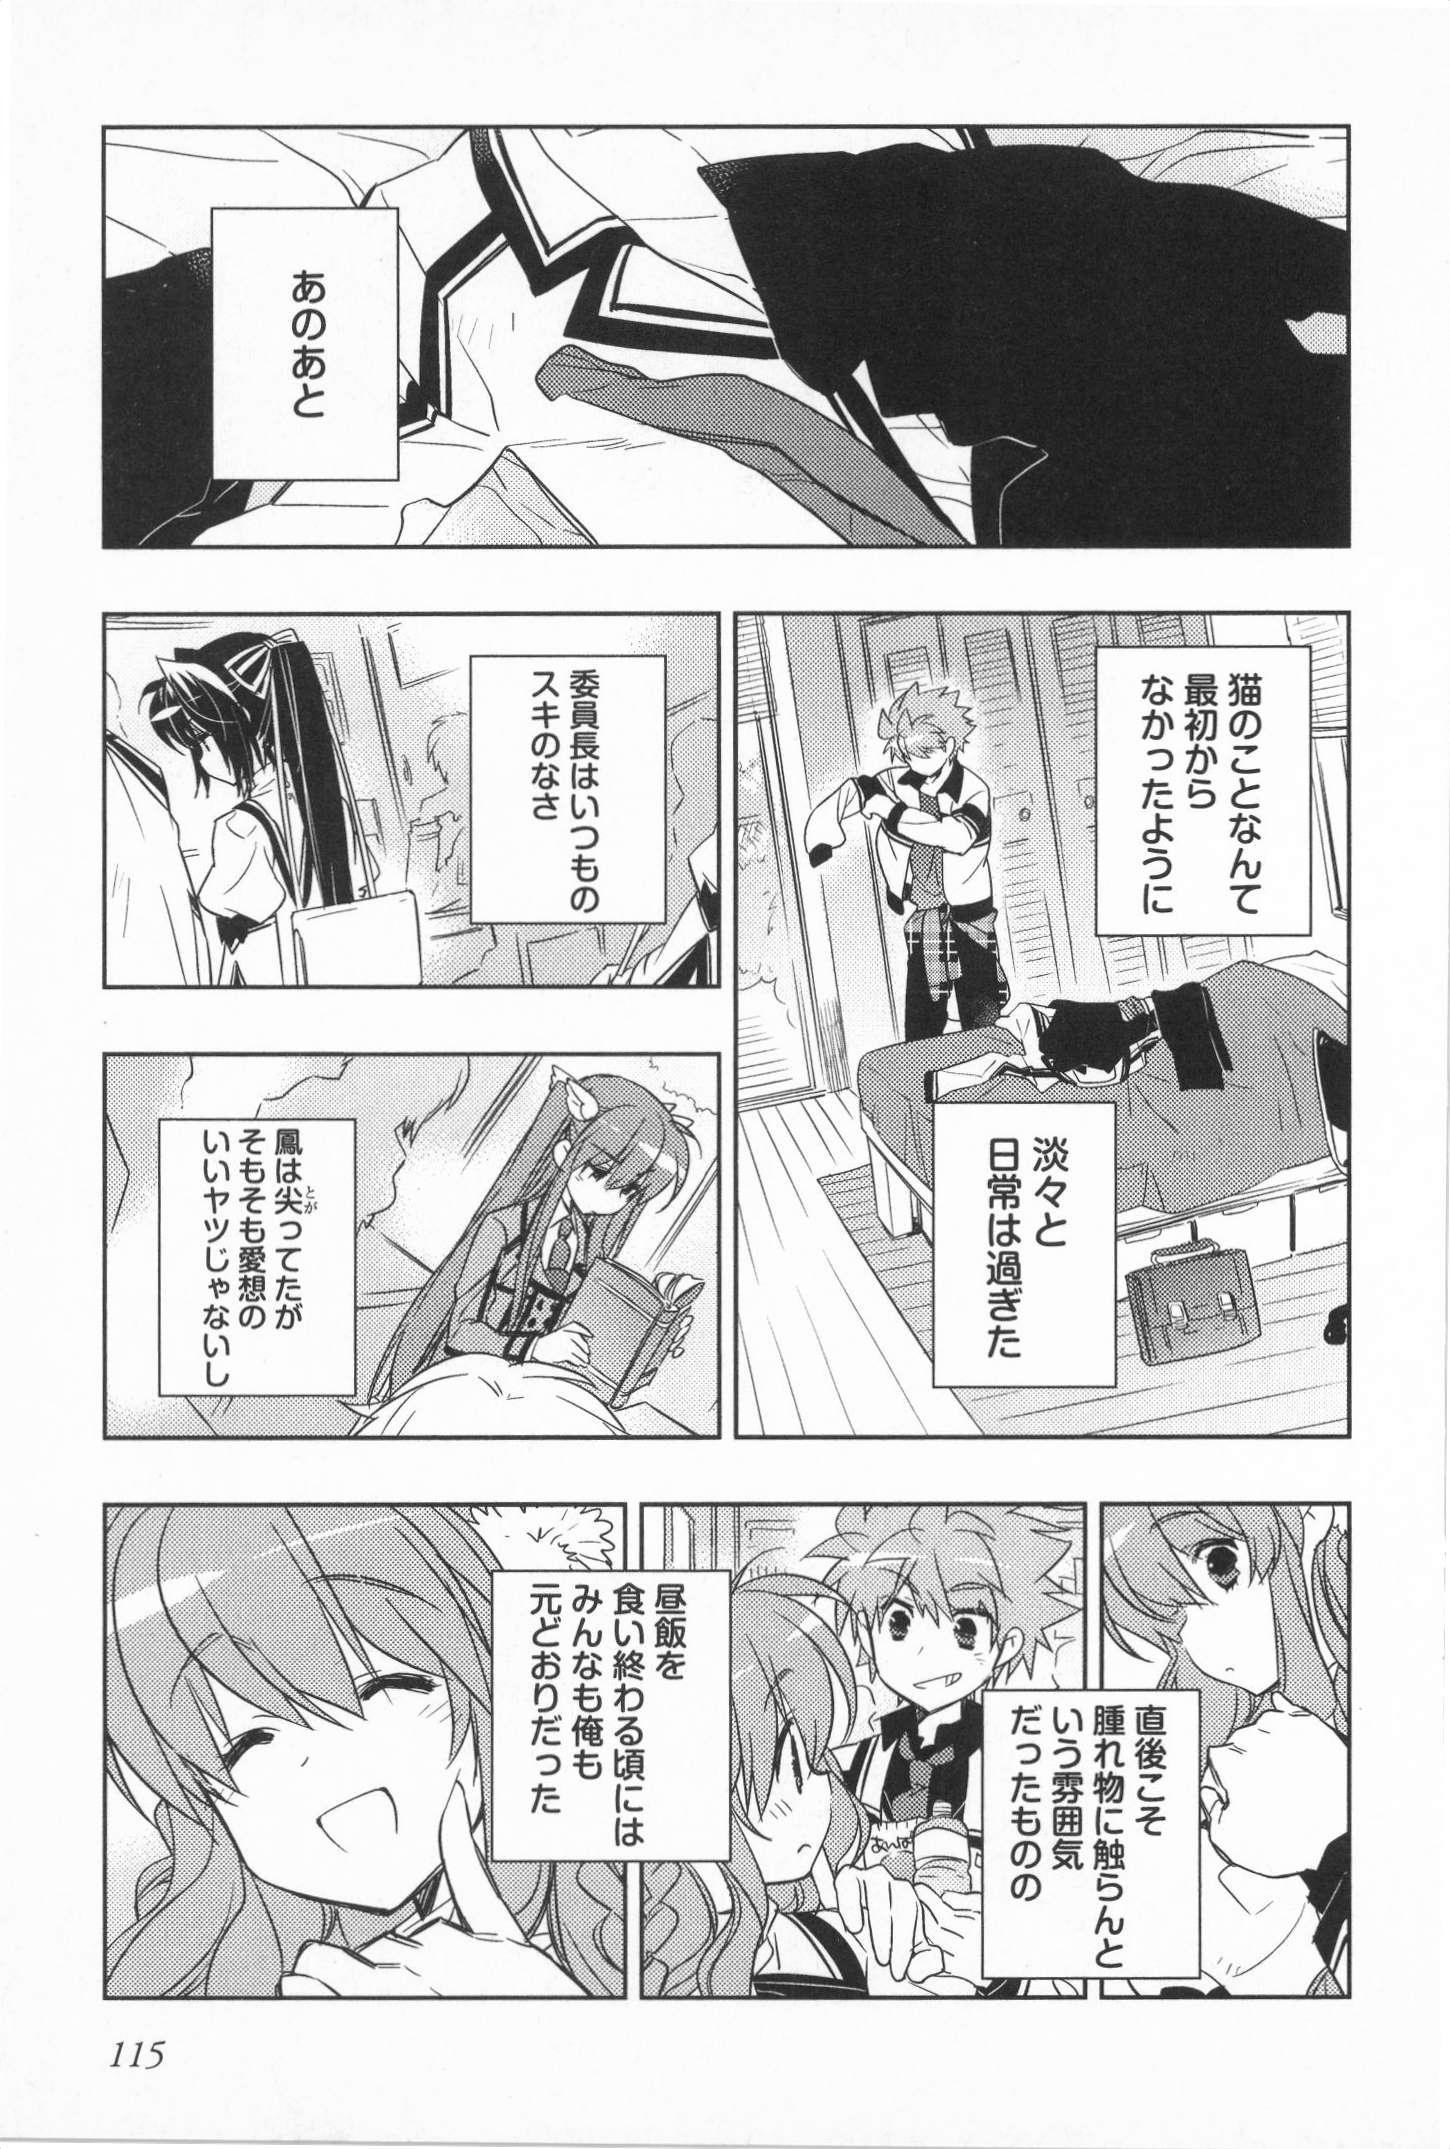 あのあと
猫のことなんて
最初から
なかったように
淡々と
日常は過ぎた
委員長はいつもの
スキのなさ
鳳は尖ってたが
とが
そもそも愛想の
いいヤツじゃないし
直後こそ
腫れ物に触らんと
いう雰囲気
だったものの
昼飯を
食い終わる頃には
みんなも俺も
元どおりだった
115